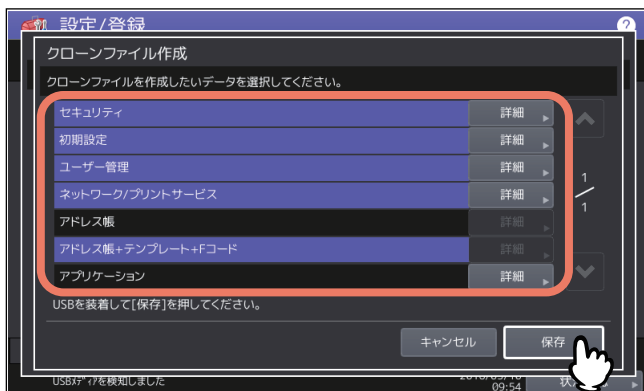 設定/登録
?
クローンファイル作成
クローンファイルを作成したいデータを選択してください。
セキュリティ 詳細
初期設定 詳細
ユーザー管理 詳細
ネットワーク/プリントサービス 詳細
アドレス帳 詳細
アドレス帳+テンプレート+Fコード 詳細
アプリケーション 詳細
1
1
USBを装着して[保存]を押してください。
キャンセル 保存
USBﾒﾃﾞｨｱを検知しました
09:54